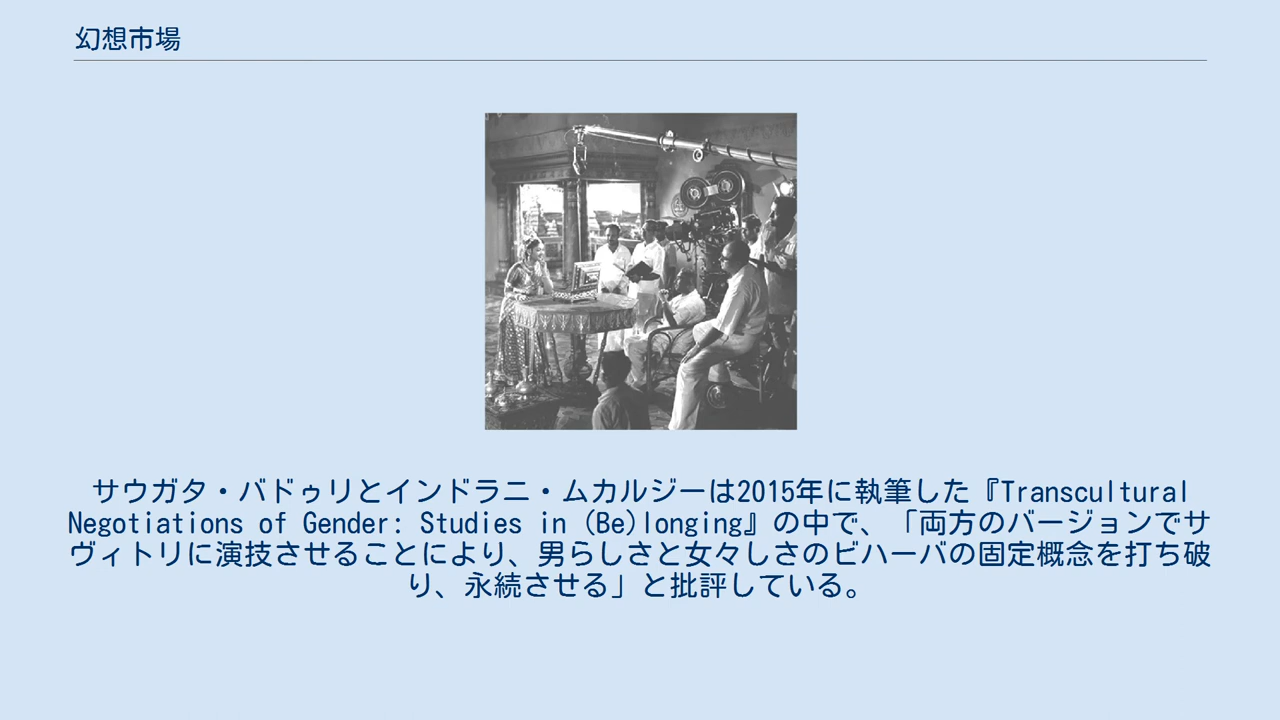 幻想市場
サウガタ・バドゥリとインドラニ・ムカルジーは2015年に執筆した『Transcultural
Negotiations of Gender: Studies in (Be)longing』の中で、「両方のバージョンでサ
ヴィトリに演技させることにより、男らしさと女々しさのビハーバの固定概念を打ち破
り、永続させる」と批評している。